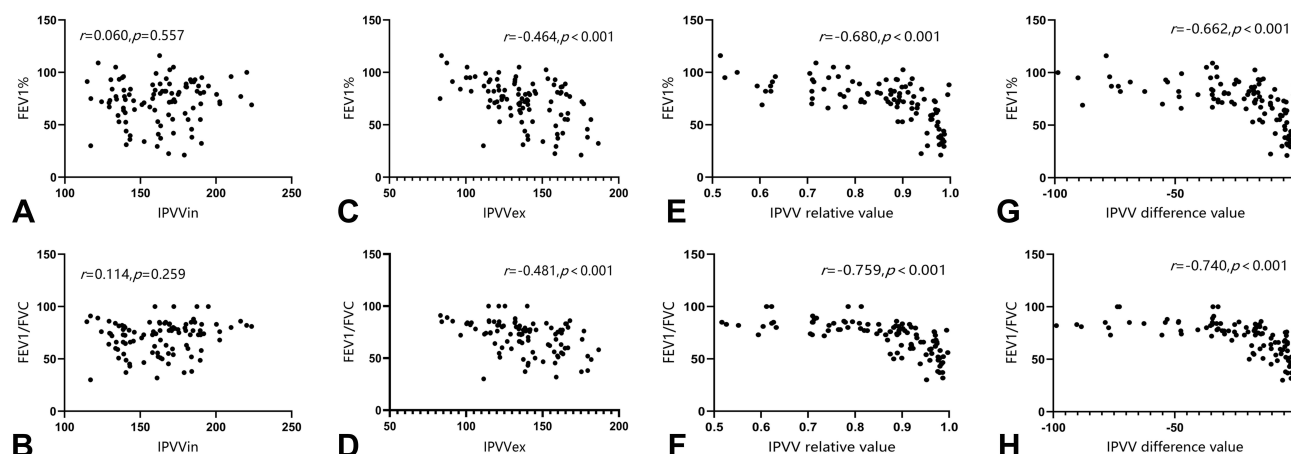 r=0.060,p=0.557
FEV1%
150
100
50
0
100 150 200 250
IPVVin
A
r=-0.464,p<0.001
FEV1%
150
100
50
0
50 100 150 200
IPVVex
C
r=-0.680,p<0.001
FEV1%
150
100
50
0
0.5 0.6 0.7 0.8 0.9 1.0
IPVV relative value
E
r=-0.662,p<0.001
FEV1%
150
100
50
0
-100 -50
IPVV difference value
G
r=0.114,p=0.259
FEV1/FVC
150
100
50
0
100 150 200 250
IPVVin
B
r=-0.481,p<0.001
FEV1/FVC
150
100
50
0
50 100 150 200
IPVVex
D
r=-0.759,p<0.001
FEV1/FVC
150
100
50
0
0.5 0.6 0.7 0.8 0.9 1.0
IPVV relative value
F
r=-0.740,p<0.001
FEV1/FVC
150
100
50
0
-100 -50
IPVV difference value
H